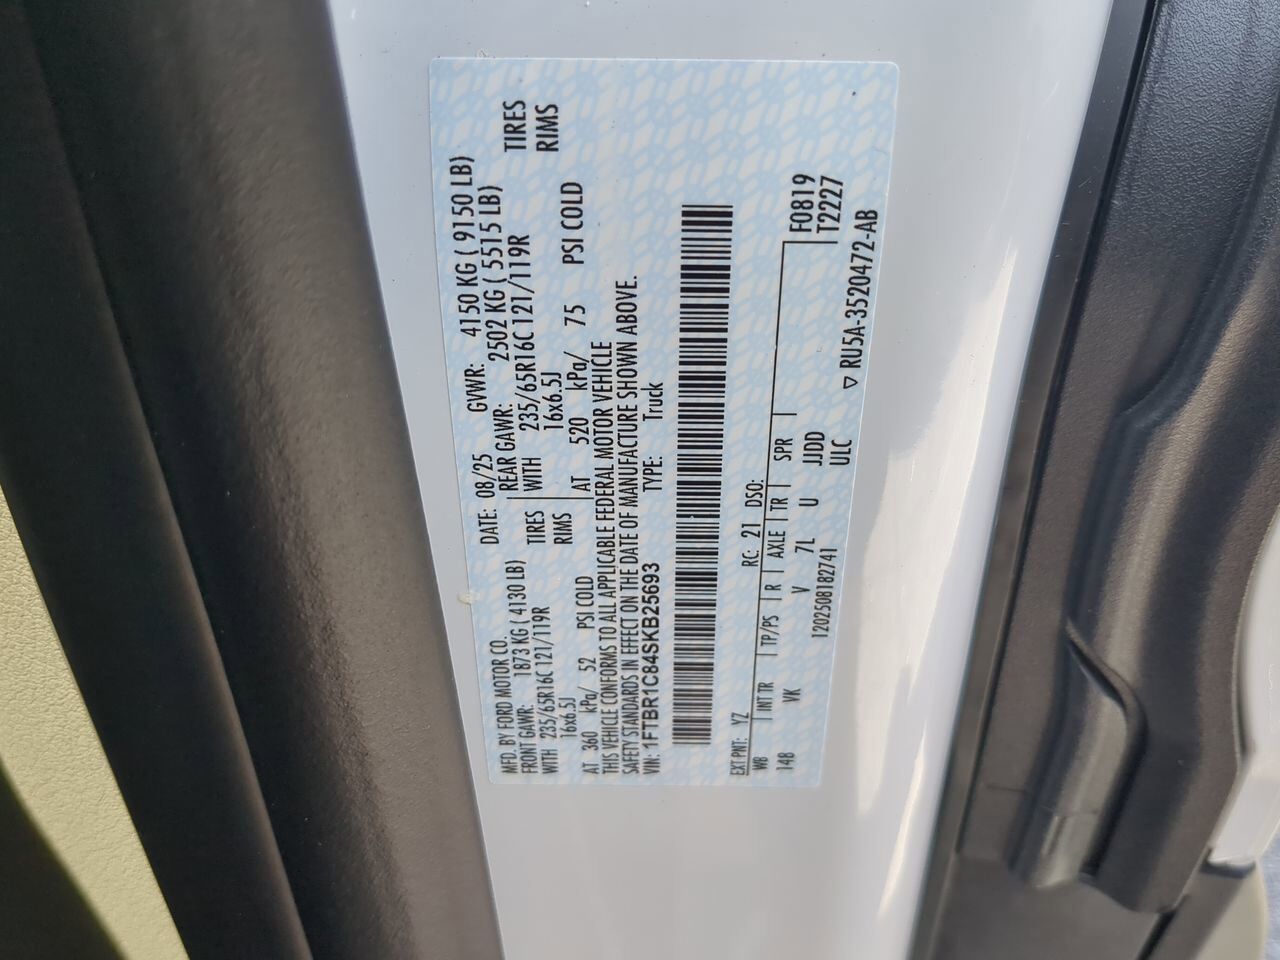 MFD. BY FORD MOTOR CO.
DATE: 08/25 GVWR: 4150 KG ( 9150 LB)
FRONT GAWR: 1873 KG ( 4130 LB)
REAR GAWR: 2502 KG ( 5515 LB)
WITH 235/65R16C 121/119R TIRES
WITH 235/65R16C 121/119R TIRES
16x6.5J RIMS
16x6.5J RIMS
AT 360 kPa/ 52 PSI COLD
AT 520 kPa/ 75 PSI COLD
THIS VEHICLE CONFORMS TO ALL APPLICABLE FEDERAL MOTOR VEHICLE
SAFETY STANDARDS IN EFFECT ON THE DATE OF MANUFACTURE SHOWN ABOVE.
VIN: 1FTBR1C84SKB25693 TYPE: Truck
EXT PNT: YZ RC: 21 DSO:
WB INT TR TP/PS R AXLE TR SPR
F0819
T2227
148 VK V 7L U JJDD
1202508182741 ULC
▽ RU5A-3520472-AB